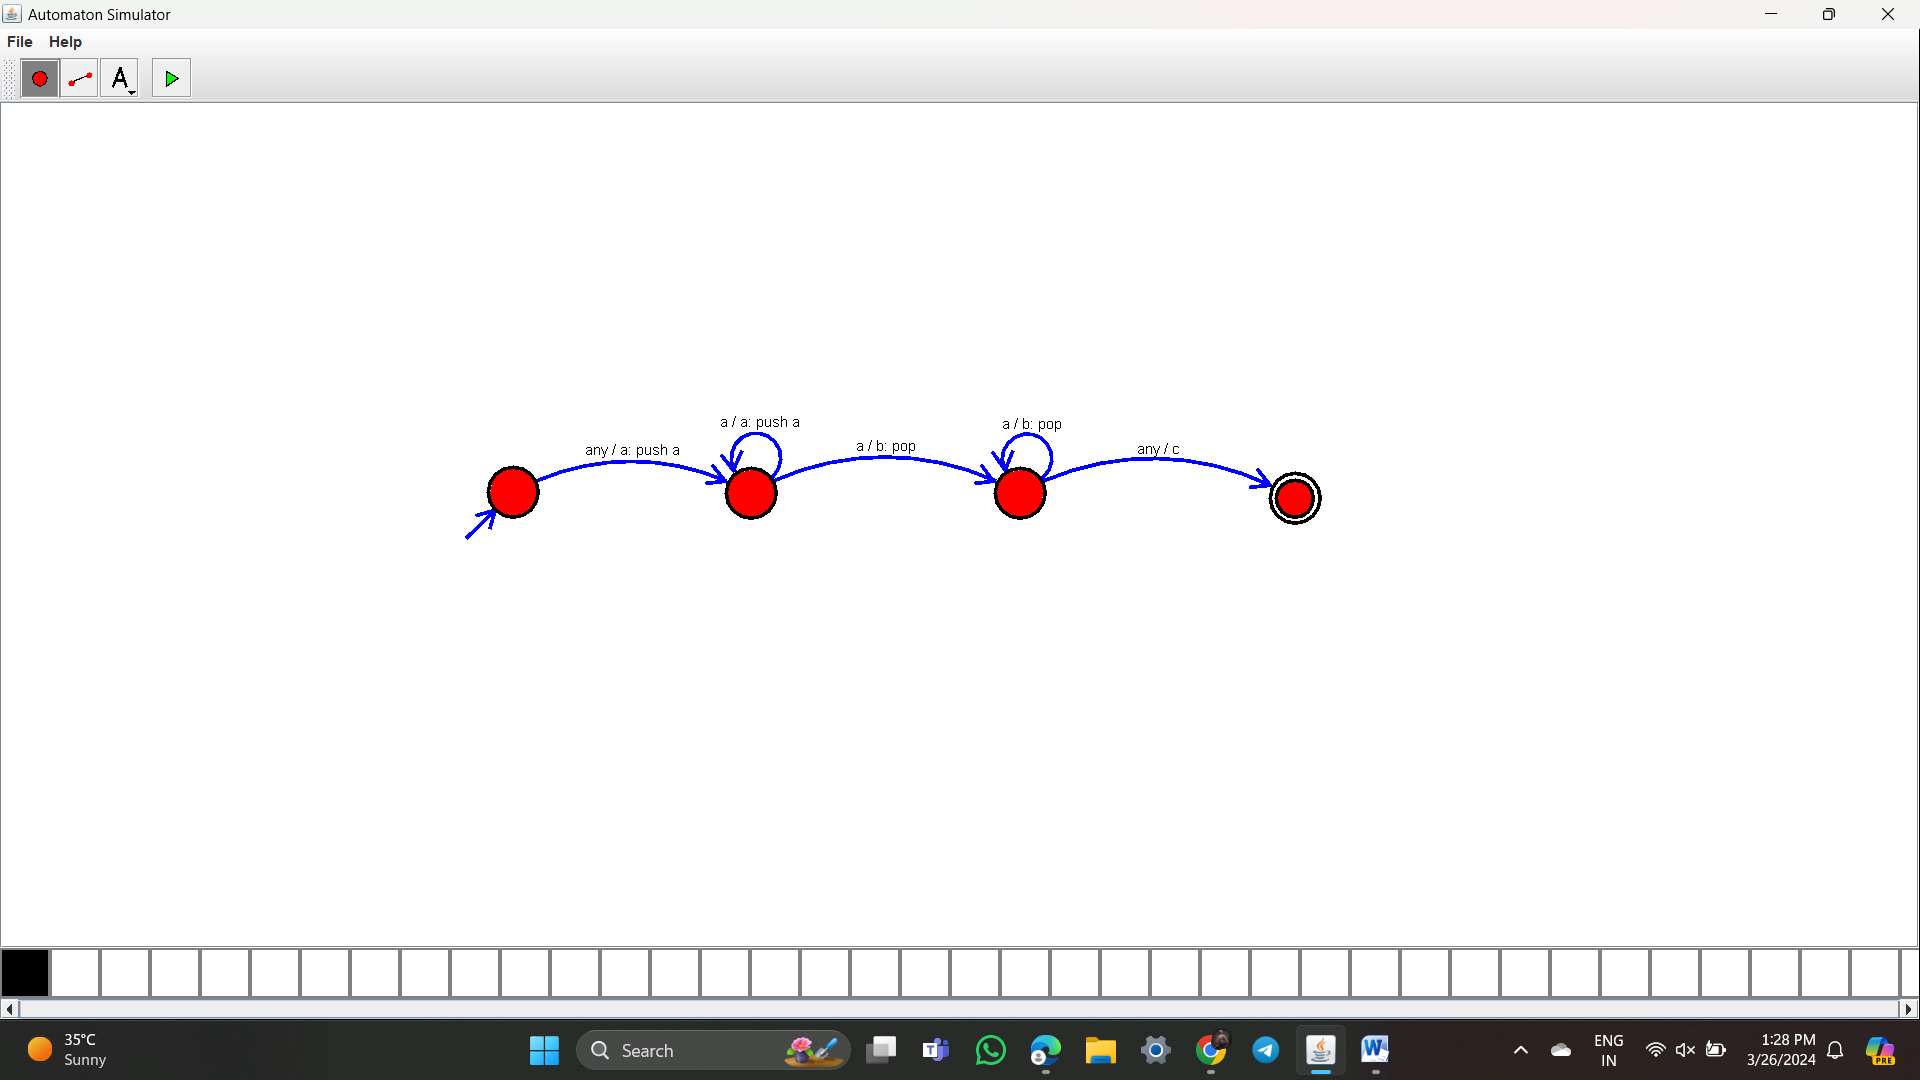 Automaton Simulator
File Help
A
a / a: push a
a / b: pop
any / a: push a
a / b: pop
any / c
35°C
Sunny
Search
ENG
IN
1:28 PM
3/26/2024
PRE